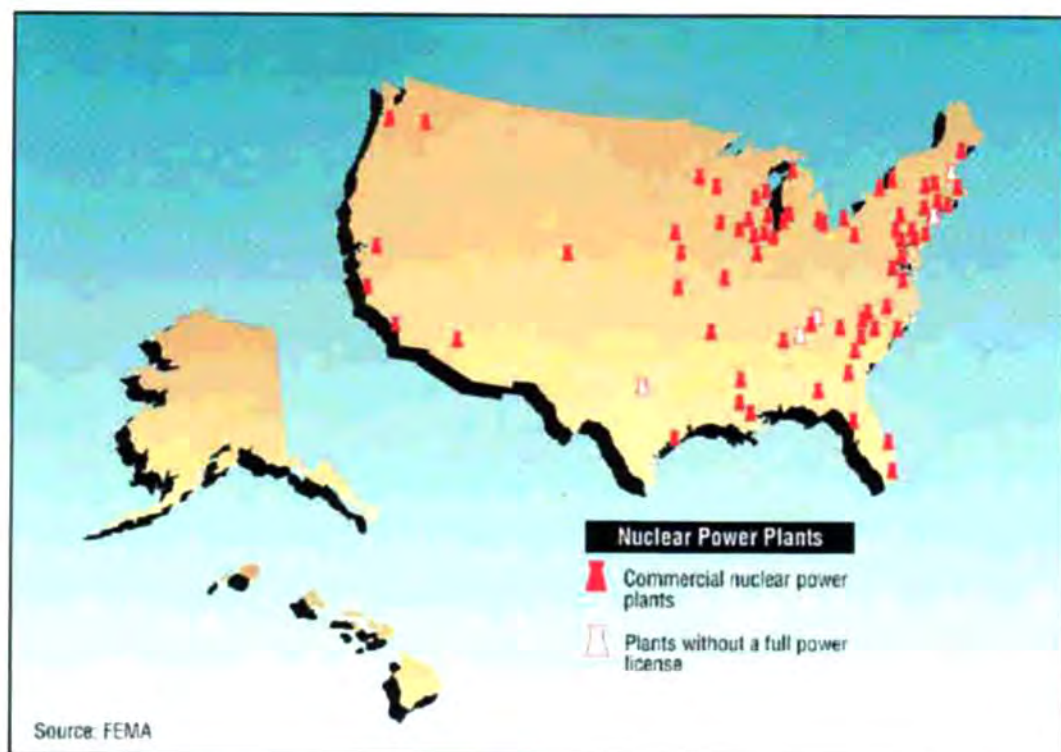 Nuclear Power Plants
Commercial nuclear power
plants
Plants without a full power
license
Source: FEMA